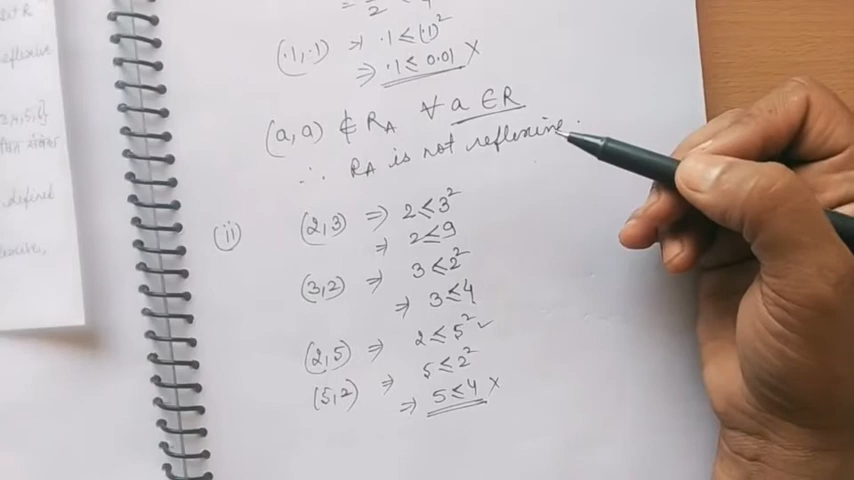 (.1,.1) ⇒ .1 ≤ (.1)²
⇒ .1 ≤ 0.01 ×
(a,a) ∉ R_A ∀ a ∈ R
∴ R_A is not reflexive.
(ii) (2,3) ⇒ 2 ≤ 3²
⇒ 2 ≤ 9
(3,2) ⇒ 3 ≤ 2²
⇒ 3 ≤ 4
(2,5) ⇒ 2 ≤ 5² ✓
(5,2) ⇒ 5 ≤ 2²
⇒ 5 ≤ 4 ×